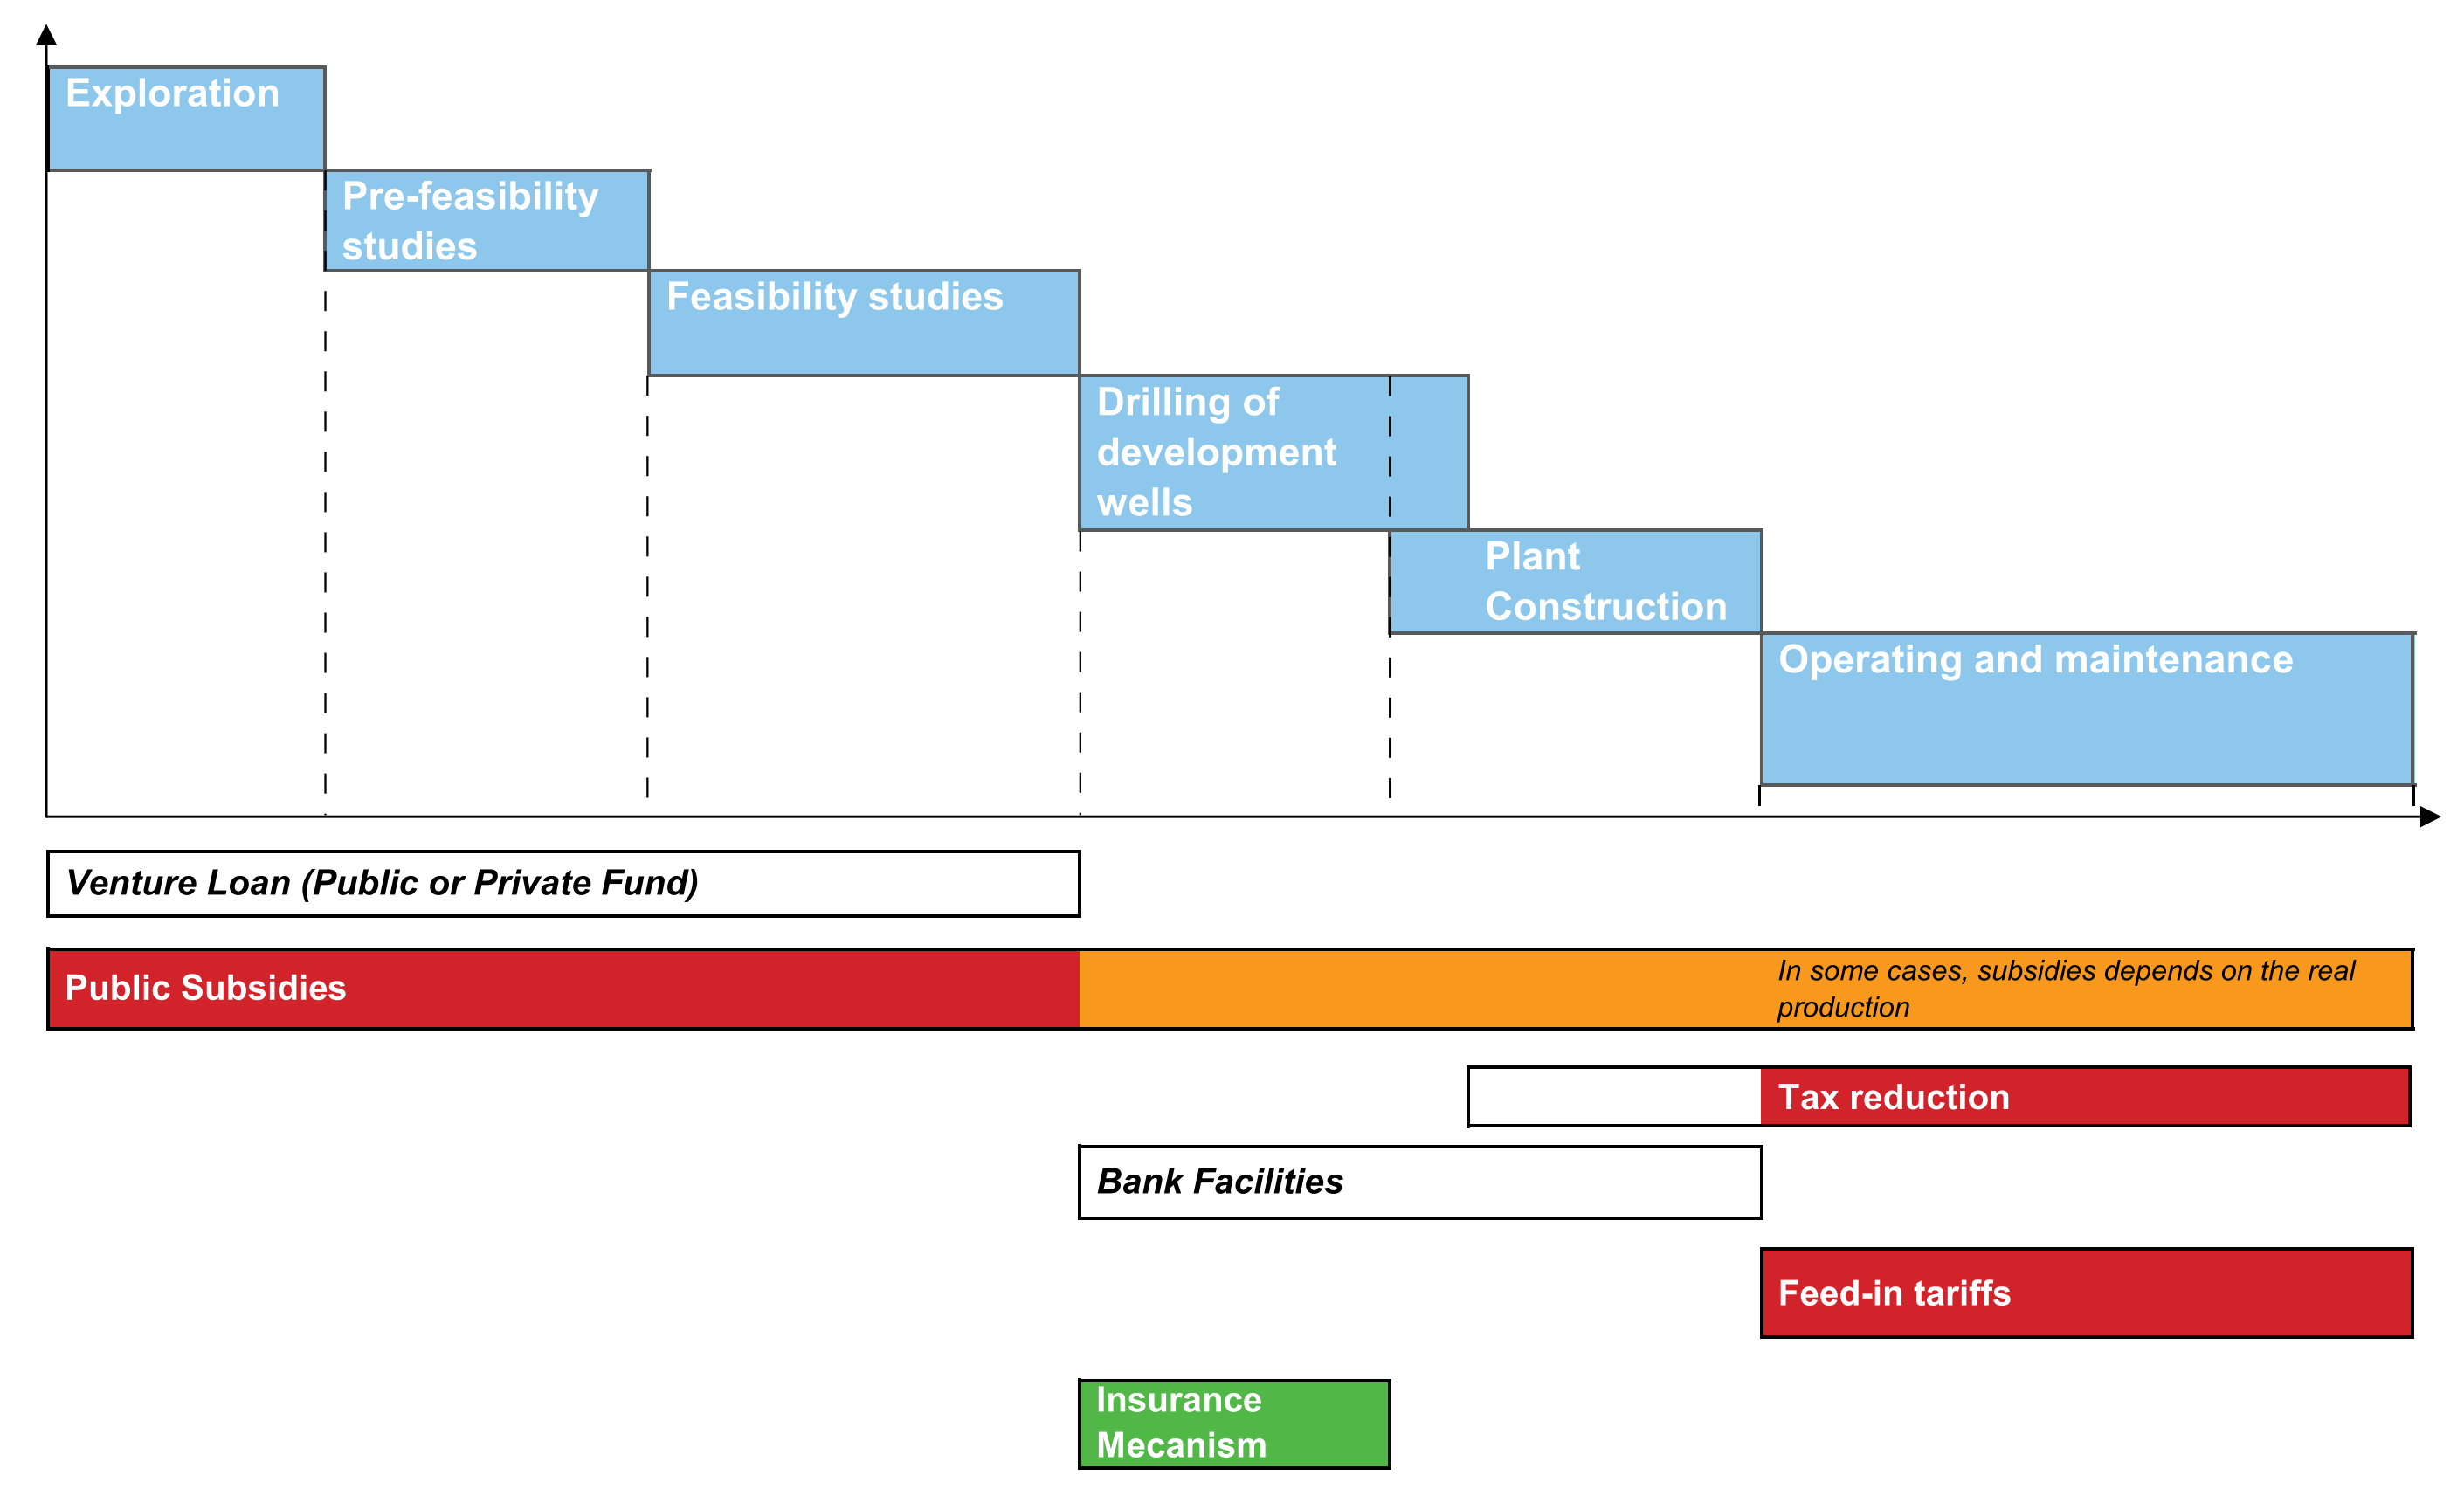 Exploration
Pre-feasibility
studies
Feasibility studies
Drilling of
development
wells
Plant
Construction
Operating and maintenance
Venture Loan (Public or Private Fund)
Public Subsidies
In some cases, subsidies depends on the real
production
Tax reduction
Bank Facilities
Feed-in tariffs
Insurance
Mecanism